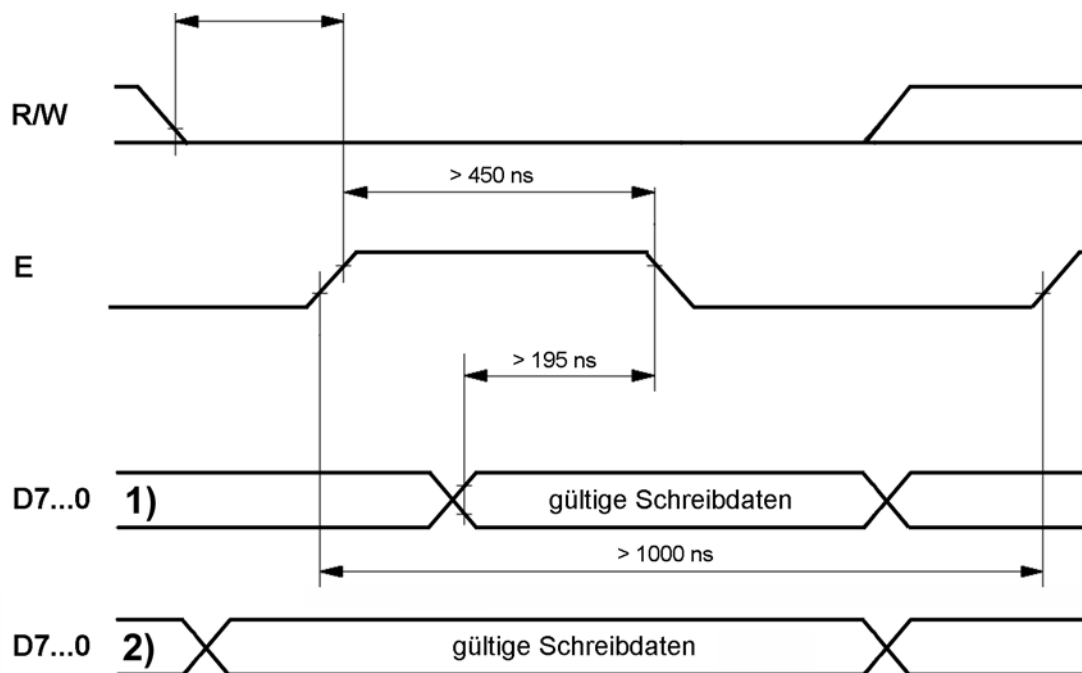 R/W
> 450 ns
E
> 195 ns
D7...0 1) gültige Schreibdaten
> 1000 ns
D7...0 2) gültige Schreibdaten